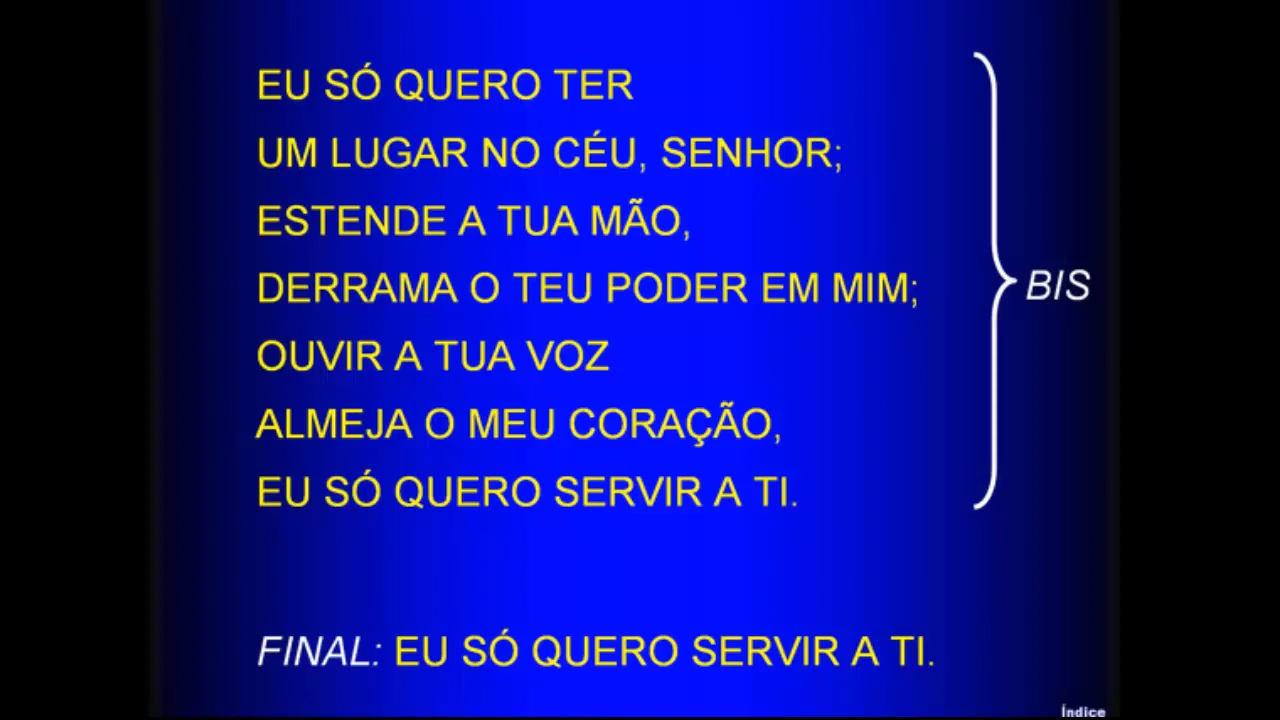 EU SÓ QUERO TER
UM LUGAR NO CÉU, SENHOR;
ESTENDE A TUA MÃO,
DERRAMA O TEU PODER EM MIM;
OUVIR A TUA VOZ
ALMEJA O MEU CORAÇÃO,
EU SÓ QUERO SERVIR A TI.
BIS
FINAL: EU SÓ QUERO SERVIR A TI.
Índice